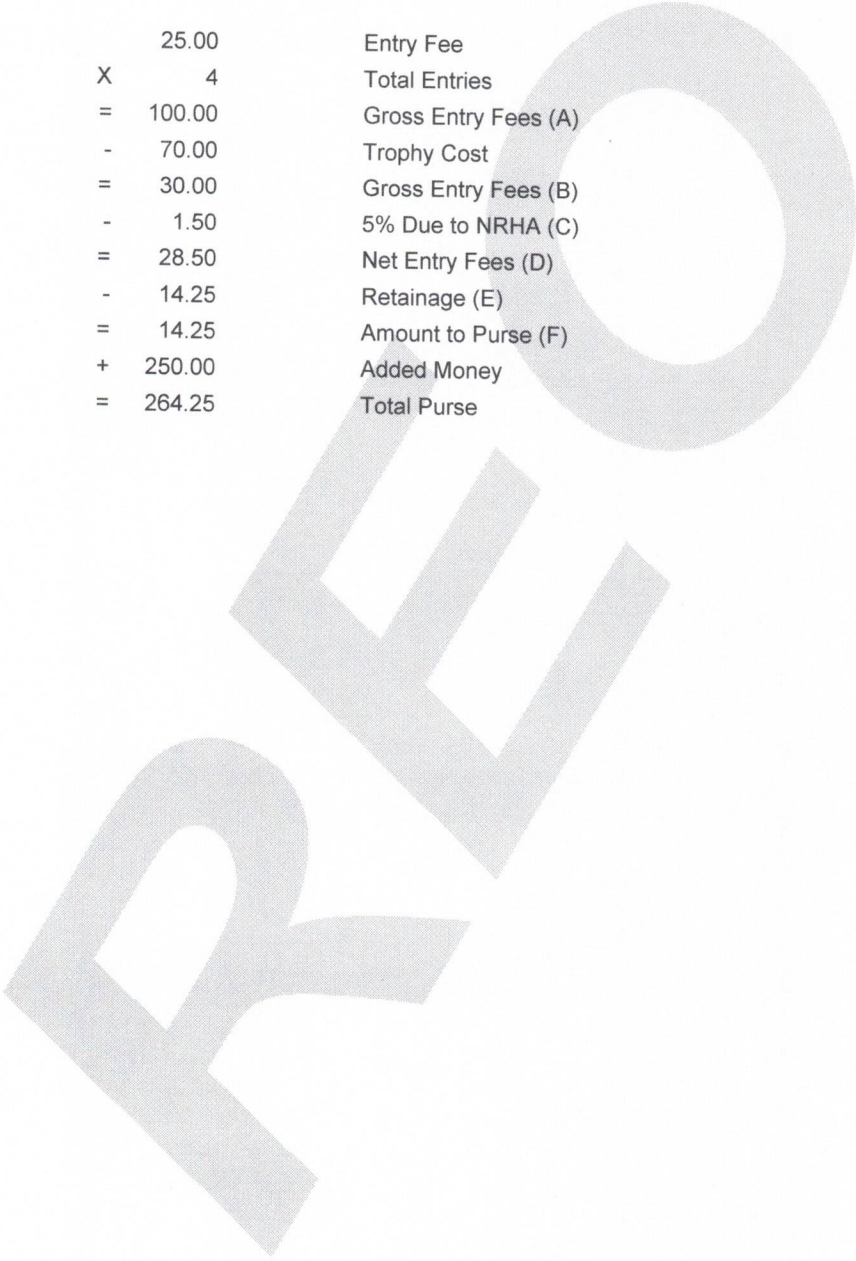 25.00 Entry Fee
X 4 Total Entries
= 100.00 Gross Entry Fees (A)
- 70.00 Trophy Cost
= 30.00 Gross Entry Fees (B)
- 1.50 5% Due to NRHA (C)
= 28.50 Net Entry Fees (D)
- 14.25 Retainage (E)
= 14.25 Amount to Purse (F)
+ 250.00 Added Money
= 264.25 Total Purse
REO